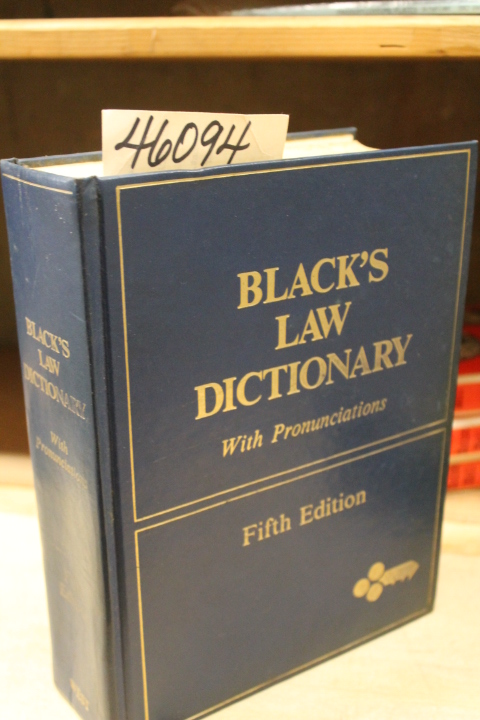 46094
BLACK'S
LAW
DICTIONARY
With Pronunciations
Fifth Edition
BLACK'S
LAW
DICTIONARY
With
Pronunciations